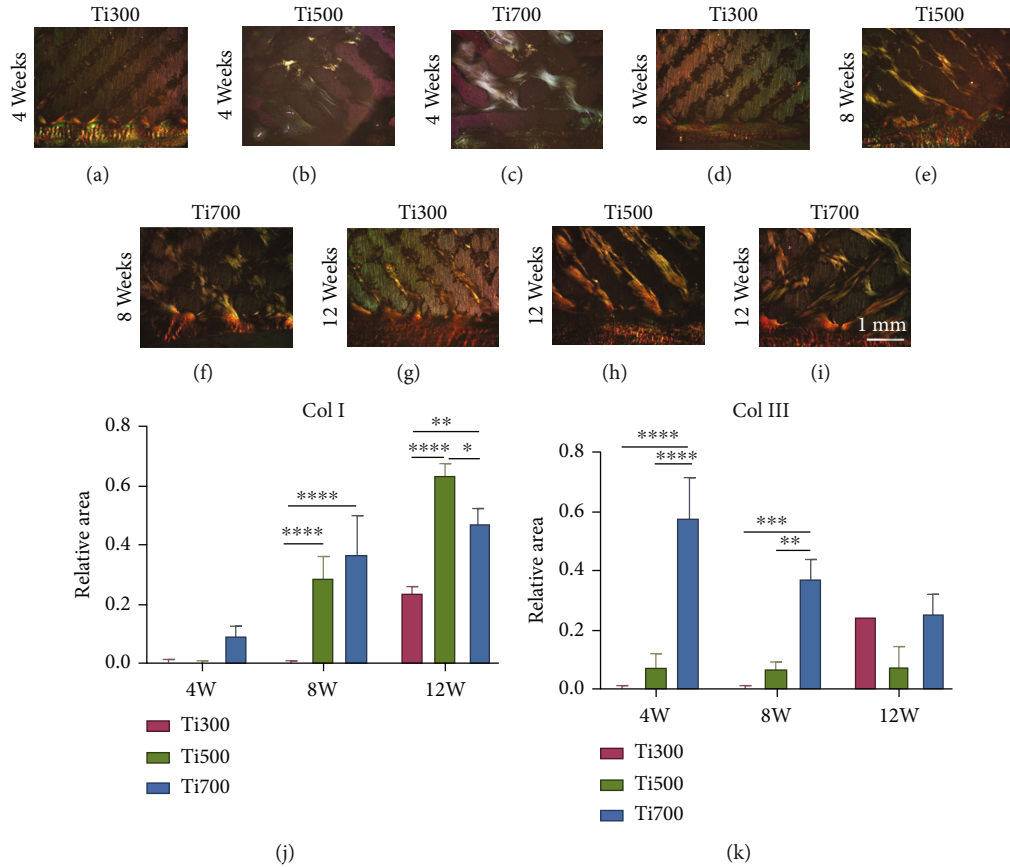 Ti300 Ti500 Ti700 Ti300 Ti500
4 Weeks 4 Weeks 4 Weeks 8 Weeks 8 Weeks
(a) (b) (c) (d) (e)
Ti700 Ti300 Ti500 Ti700
8 Weeks 12 Weeks 12 Weeks 12 Weeks
1 mm
(f) (g) (h) (i)
Col I
0.8
0.6
0.4
0.2
0.0
Relative area
**
**** *
****
****
4W 8W 12W
Ti300
Ti500
Ti700
(j)
Col III
0.8
0.6
0.4
0.2
0.0
Relative area
****
****
***
**
4W 8W 12W
Ti300
Ti500
Ti700
(k)